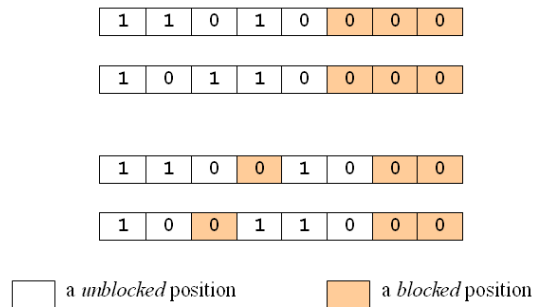 1 1 0 1 0 0 0 0
1 0 1 1 0 0 0 0
1 1 0 0 1 0 0 0
1 0 0 1 1 0 0 0
a unblocked position a blocked position